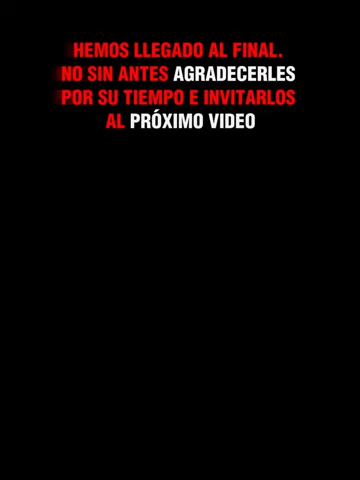 HEMOS LLEGADO AL FINAL.
NO SIN ANTES AGRADECERLES
POR SU TIEMPO E INVITARLOS
AL PRÓXIMO VIDEO